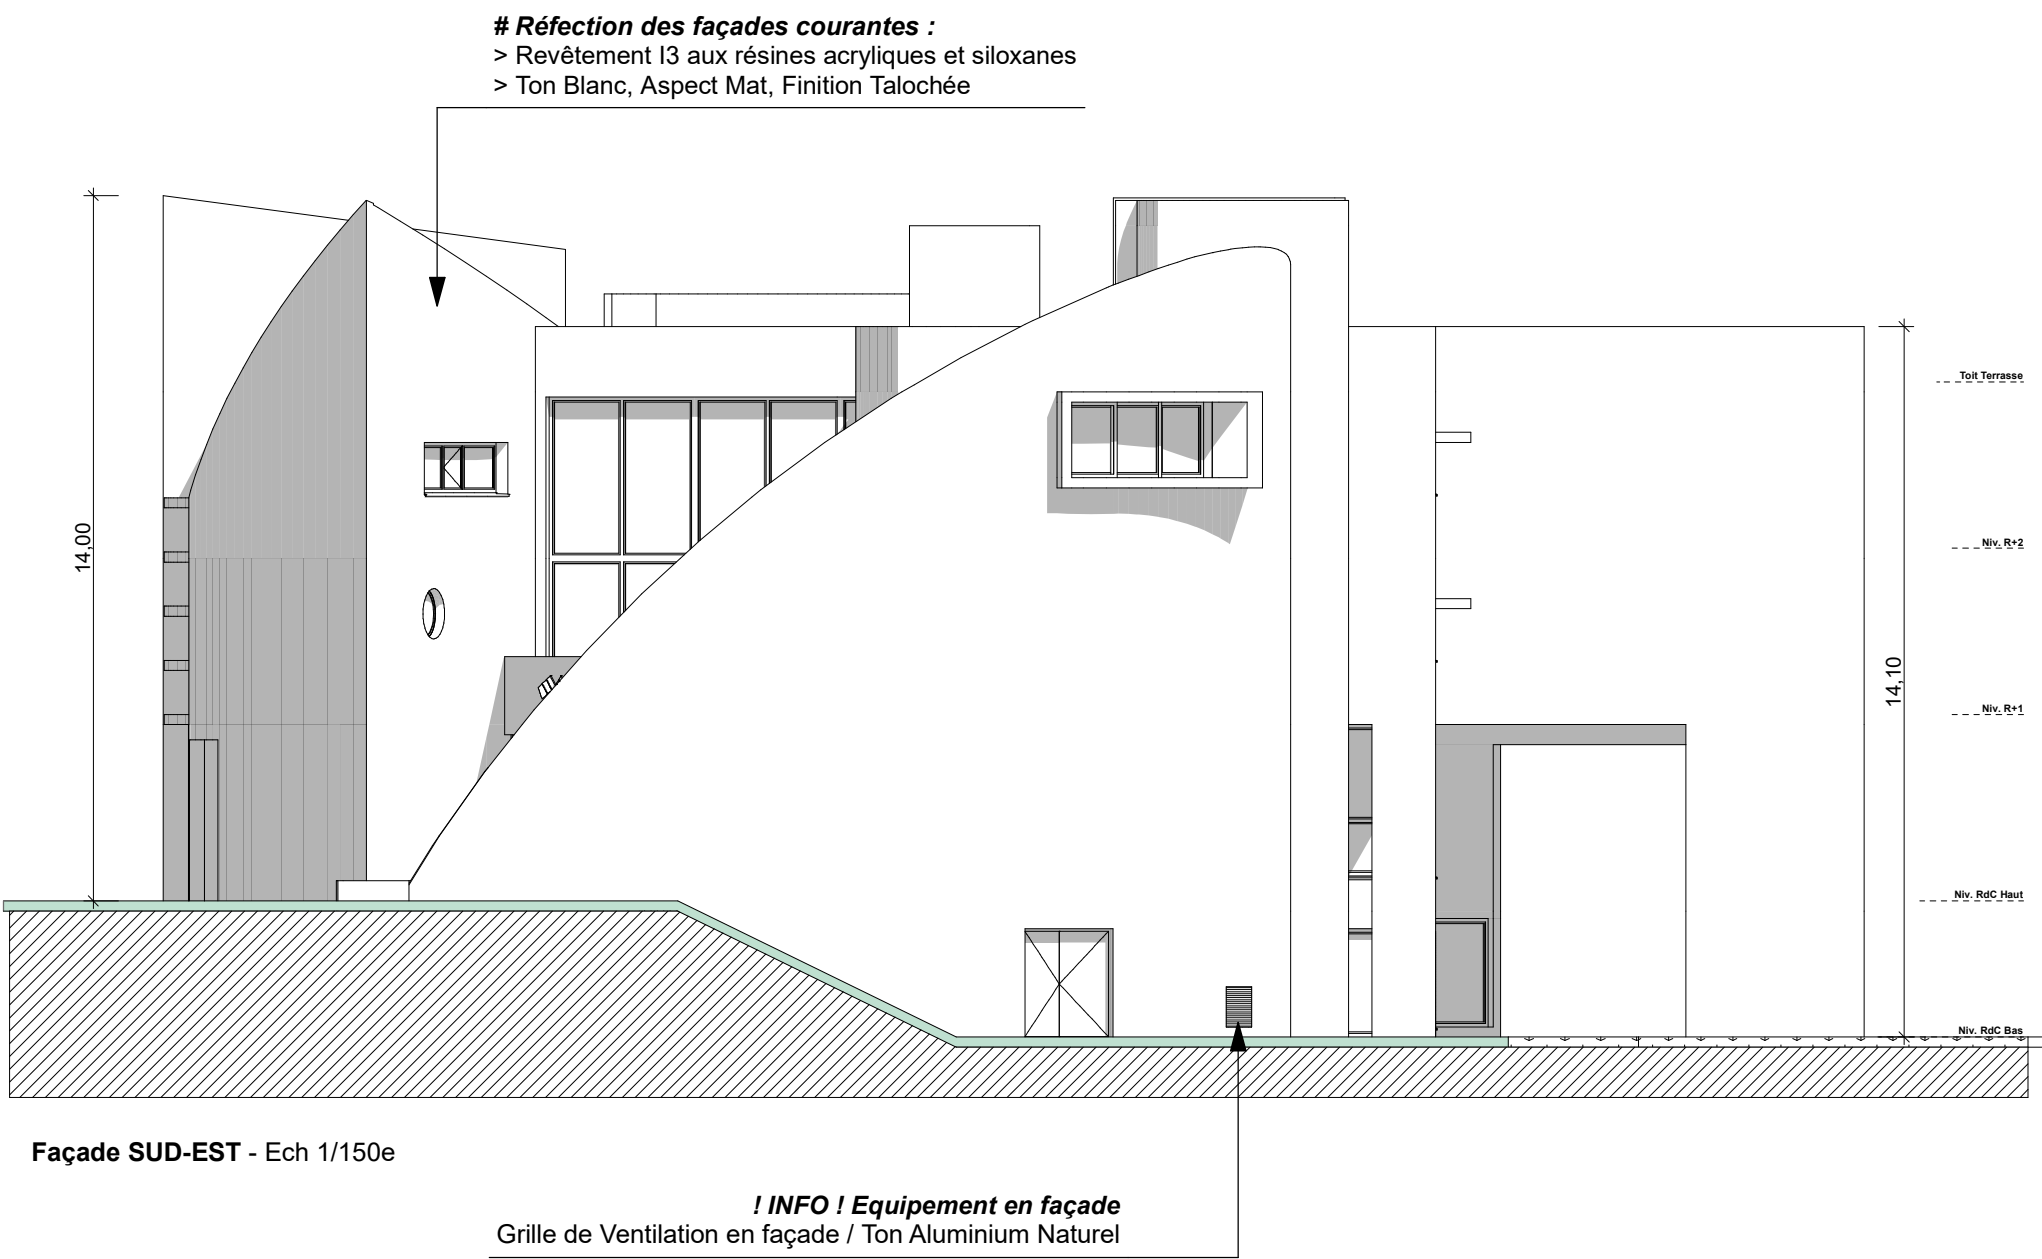 # Réfection des façades courantes :
> Revêtement I3 aux résines acryliques et siloxanes
> Ton Blanc, Aspect Mat, Finition Talochée
Toit Terrasse
14,00
Niv. R+2
14,10
Niv. R+1
Niv. RdC Haut
Niv. RdC Bas
Façade SUD-EST - Ech 1/150e
! INFO ! Equipement en façade
Grille de Ventilation en façade / Ton Aluminium Naturel